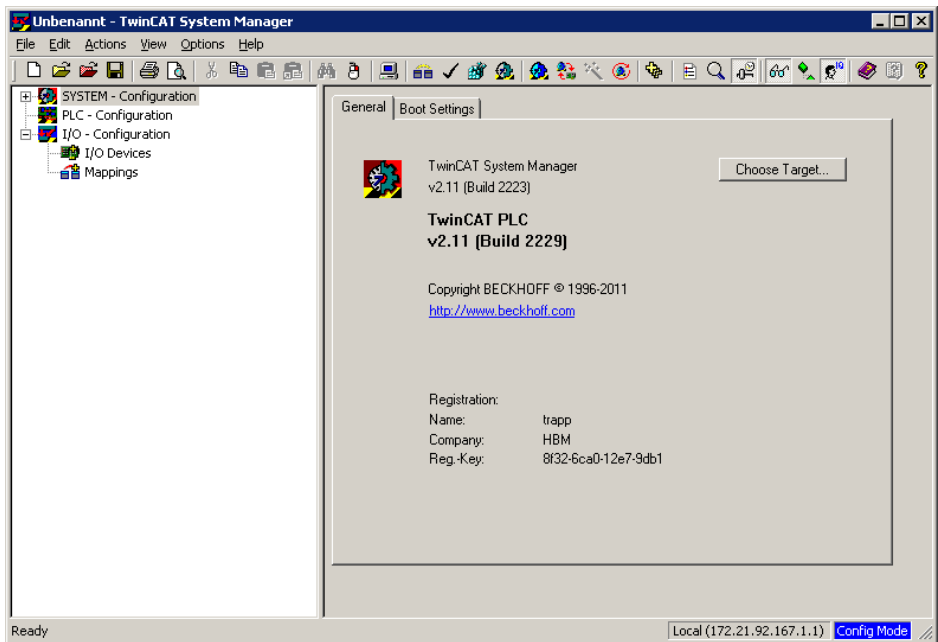 Unbenannt - TwinCAT System Manager
File Edit Actions View Options Help
SYSTEM - Configuration
PLC - Configuration
I/O - Configuration
I/O Devices
Mappings
General Boot Settings
TwinCAT System Manager
v2.11 (Build 2223)
Choose Target...
TwinCAT PLC
v2.11 (Build 2229)
Copyright BECKHOFF © 1996-2011
http://www.beckhoff.com
Registration:
Name: trapp
Company: HBM
Reg.-Key: 8f32-6ca0-12e7-9db1
Ready
Local (172.21.92.167.1.1) Config Mode